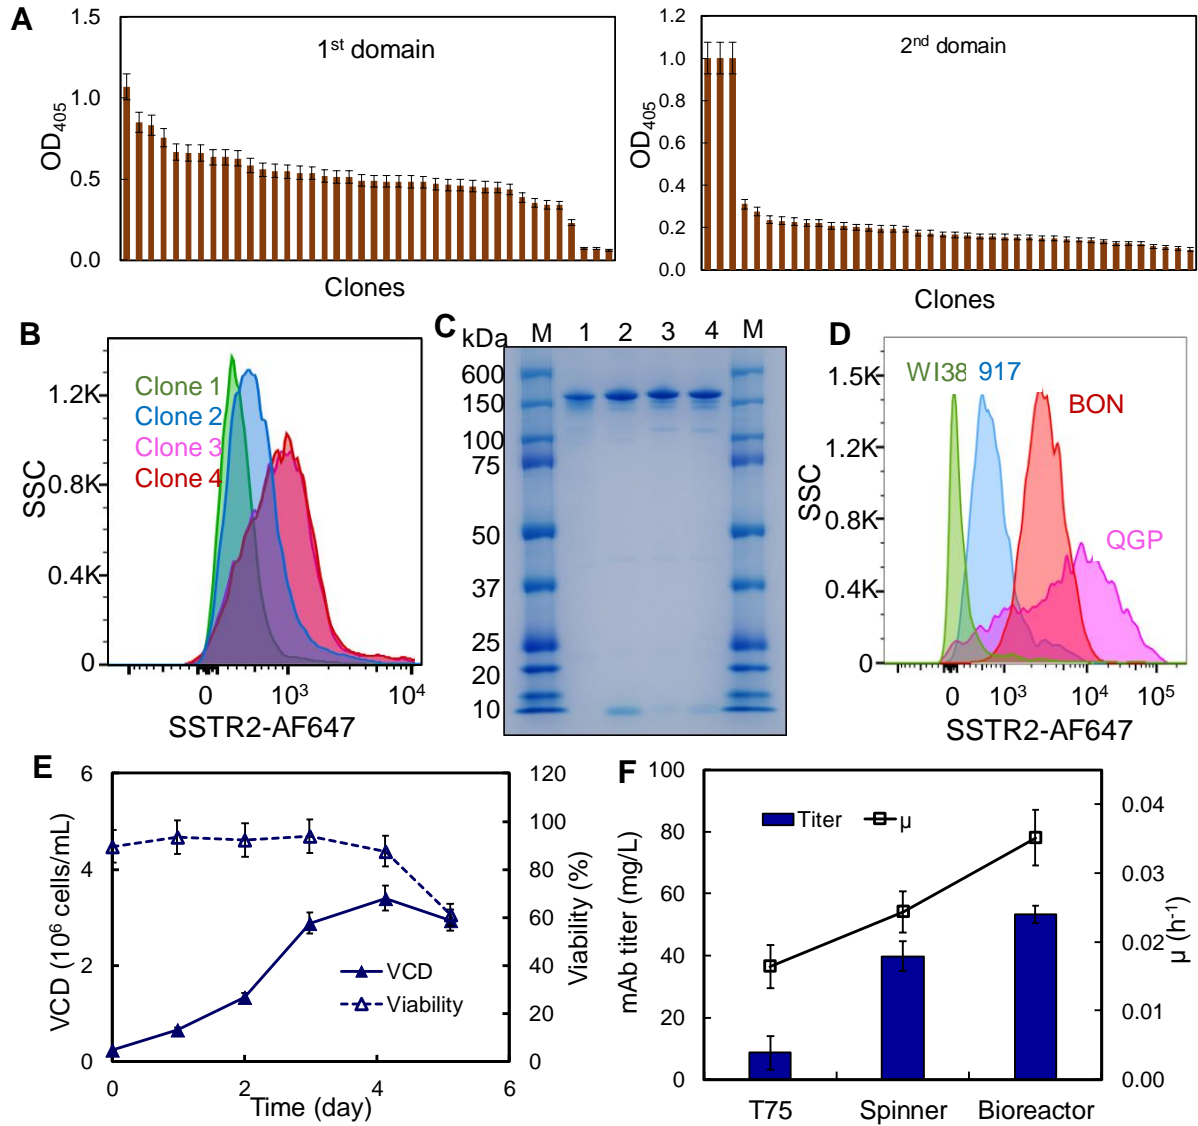 A
1.5
1.0
0.5
0.0
OD405
1st domain
Clones
1.2
1.0
0.8
0.6
0.4
0.2
0.0
OD405
2nd domain
Clones
B
1.2K
0.8K
0.4K
0
SSC
Clone 1
Clone 2
Clone 3
Clone 4
0 10³ 10⁴
SSTR2-AF647
C
kDa M 1 2 3 4 M
600
150
100
75
50
37
25
20
10
D
1.5K
1.2K
0.8K
0.4K
0
SSC
WI38 917
BON
QGP
0 10³ 10⁴ 10⁵
SSTR2-AF647
E
6
4
2
0
VCD (10⁶ cells/mL)
120
100
80
60
40
20
0
Viability (%)
VCD
Viability
0 2 4 6
Time (day)
F
100
80
60
40
20
0
mAb titer (mg/L)
Titer μ
0.04
0.03
0.02
0.01
0.00
μ (h⁻¹)
T75 Spinner Bioreactor